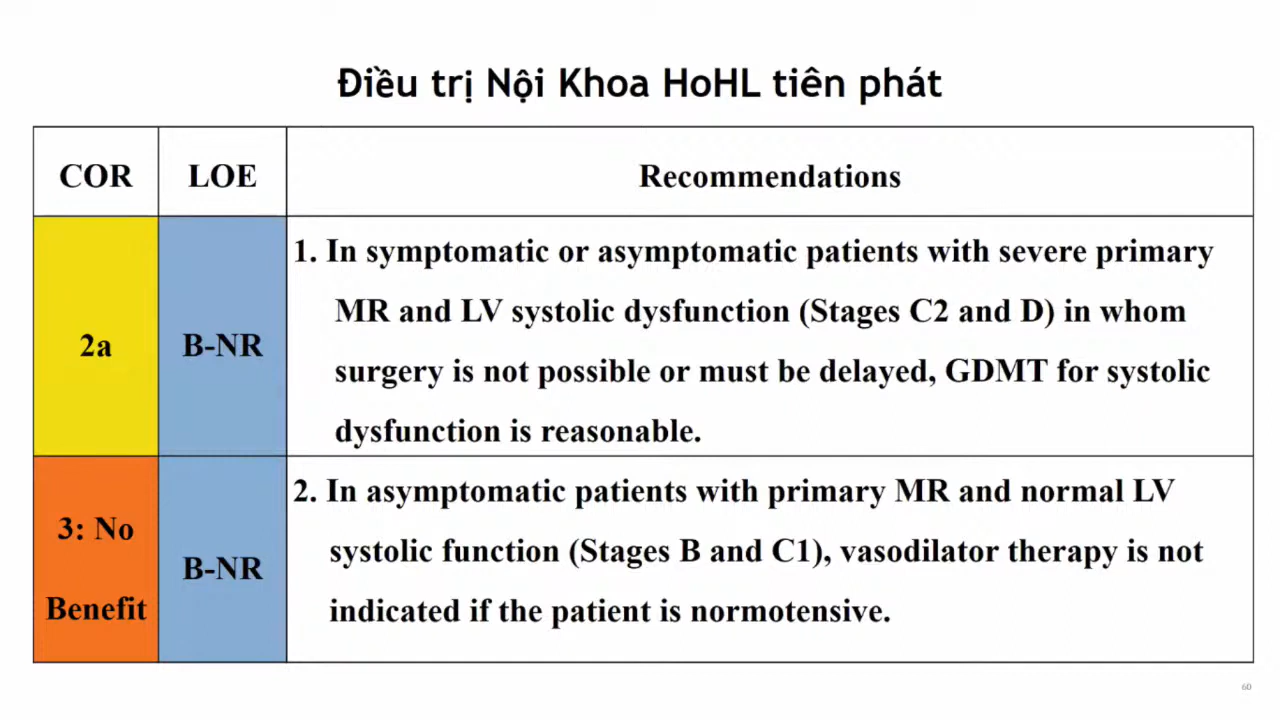 Điều trị Nội Khoa HoHL tiên phát
COR
LOE
Recommendations
2a
B-NR
1. In symptomatic or asymptomatic patients with severe primary
MR and LV systolic dysfunction (Stages C2 and D) in whom
surgery is not possible or must be delayed, GDMT for systolic
dysfunction is reasonable.
3: No
Benefit
B-NR
2. In asymptomatic patients with primary MR and normal LV
systolic function (Stages B and C1), vasodilator therapy is not
indicated if the patient is normotensive.
60